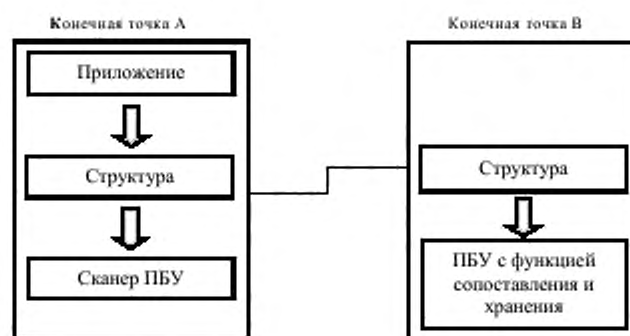 Конечная точка А
Конечная точка В
Приложение
Структура
Сканер ПБУ
Структура
ПБУ с функцией
сопоставления и
хранения